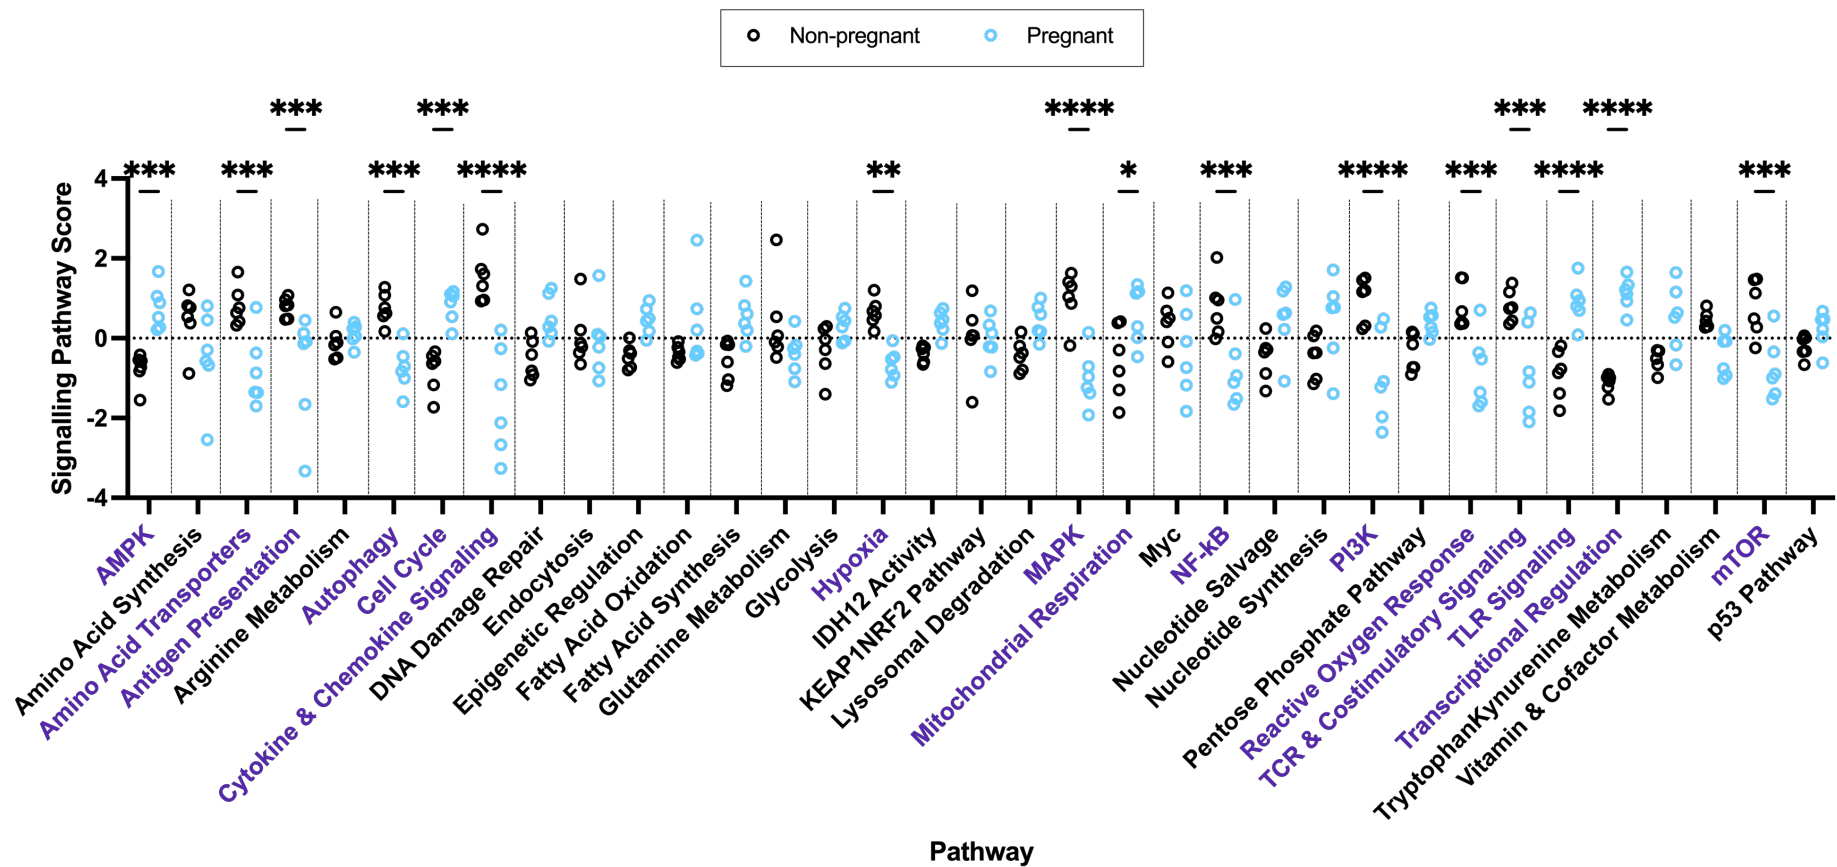 Non-pregnant Pregnant
*** *** **** *** ****
*** *** *** **** ** * *** **** *** **** ***
Signalling Pathway Score
4
2
0
-2
-4
AMPK
Amino Acid Synthesis
Amino Acid Transporters
Antigen Presentation
Arginine Metabolism
Autophagy
Cell Cycle
Cytokine & Chemokine Signaling
DNA Damage Repair
Endocytosis
Epigenetic Regulation
Fatty Acid Oxidation
Fatty Acid Synthesis
Glutamine Metabolism
Glycolysis
Hypoxia
IDH12 Activity
KEAP1NRF2 Pathway
Lysosomal Degradation
MAPK
Mitochondrial Respiration
Myc
NF-kB
Nucleotide Salvage
Nucleotide Synthesis
PI3K
Pentose Phosphate Pathway
Reactive Oxygen Response
TCR & Costimulatory Signaling
TLR Signaling
Transcriptional Regulation
TryptophanKynurenine Metabolism
Vitamin & Cofactor Metabolism
mTOR
p53 Pathway
Pathway